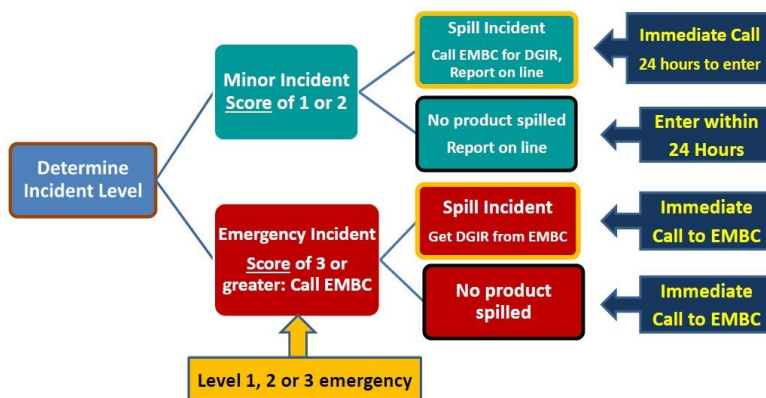 Determine
Incident Level
Minor Incident
Score of 1 or 2
Spill Incident
Call EMBC for DGIR,
Report on line
Immediate Call
24 hours to enter
No product spilled
Report on line
Enter within
24 Hours
Emergency Incident
Score of 3 or
greater: Call EMBC
Spill Incident
Get DGIR from EMBC
Immediate
Call to EMBC
No product
spilled
Immediate
Call to EMBC
Level 1, 2 or 3 emergency